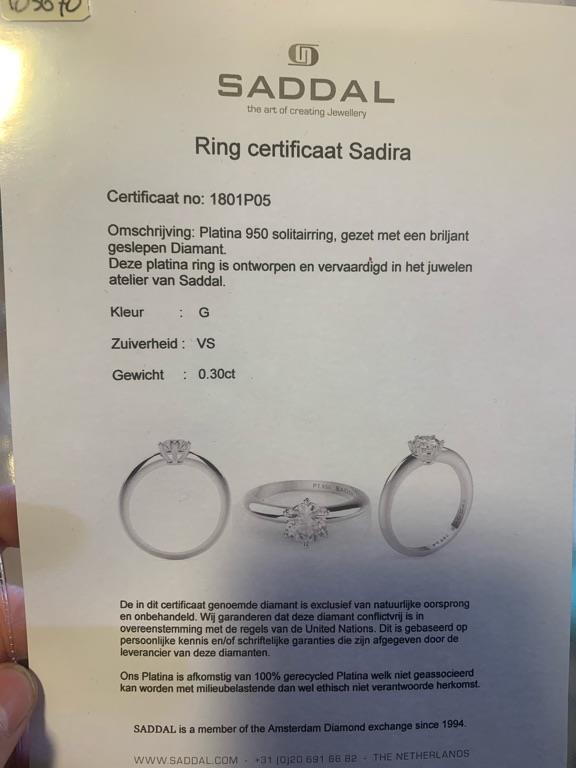 SADDAL
the art of creating Jewellery
Ring certificaat Sadira
Certificaat no: 1801P05
Omschrijving: Platina 950 solitairring, gezet met een briljant
geslepen Diamant.
Deze platina ring is ontworpen en vervaardigd in het juwelen
atelier van Saddal.
Kleur : G
Zuiverheid : VS
Gewicht : 0.30ct
De in dit certificaat genoemde diamant is exclusief van natuurlijke oorsprong
en onbehandeld. Wij garanderen dat deze diamant conflictvrij is in
overeenstemming met de regels van de United Nations. Dit is gebaseerd op
persoonlijke kennis en/of schriftelijke garanties die zijn afgegeven door de
leverancier van deze diamanten.
Ons Platina is afkomstig van 100% gerecycled Platina welk niet geassocieerd
kan worden met milieubelastende dan wel ethisch niet verantwoorde herkomst.
SADDAL is a member of the Amsterdam Diamond exchange since 1994.
WWW.SADDAL.COM - +31 (0)20 691 66 82 - THE NETHERLANDS